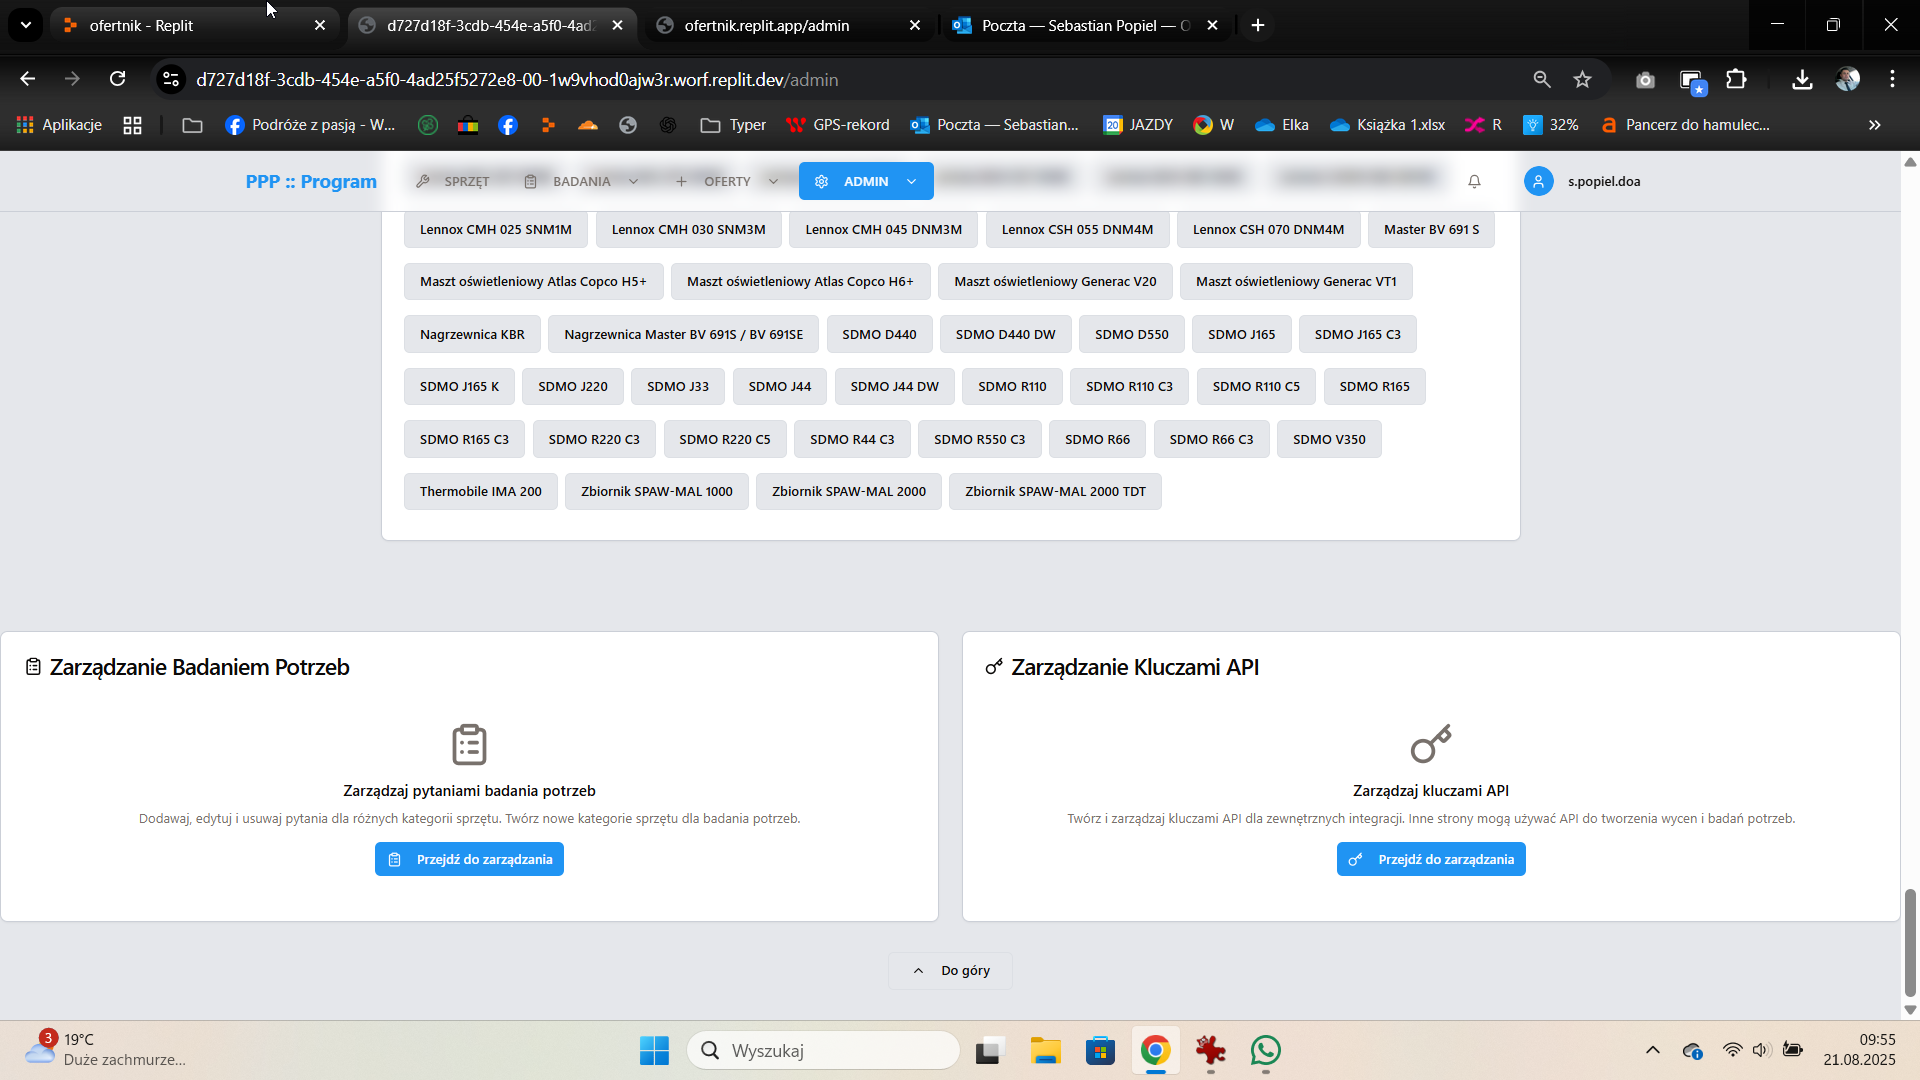 ofertnik - Replit
d727d18f-3cdb-454e-a5f0-4ad2
ofertnik.replit.app/admin
Poczta — Sebastian Popiel — O
d727d18f-3cdb-454e-a5f0-4ad25f5272e8-00-1w9vhod0ajw3r.worf.replit.dev/admin
Aplikacje
Podróże z pasją - W...
Typer
GPS-rekord
Poczta — Sebastian...
20
JAZDY
W
Elka
Książka 1.xlsx
R
32%
Pancerz do hamulec...
PPP :: Program
SPRZĘT
BADANIA
OFERTY
ADMIN
s.popiel.doa
Lennox CMH 025 SNM1M
Lennox CMH 030 SNM3M
Lennox CMH 045 DNM3M
Lennox CSH 055 DNM4M
Lennox CSH 070 DNM4M
Master BV 691 S
Maszt oświetleniowy Atlas Copco H5+
Maszt oświetleniowy Atlas Copco H6+
Maszt oświetleniowy Generac V20
Maszt oświetleniowy Generac VT1
Nagrzewnica KBR
Nagrzewnica Master BV 691S / BV 691SE
SDMO D440
SDMO D440 DW
SDMO D550
SDMO J165
SDMO J165 C3
SDMO J165 K
SDMO J220
SDMO J33
SDMO J44
SDMO J44 DW
SDMO R110
SDMO R110 C3
SDMO R110 C5
SDMO R165
SDMO R165 C3
SDMO R220 C3
SDMO R220 C5
SDMO R44 C3
SDMO R550 C3
SDMO R66
SDMO R66 C3
SDMO V350
Thermobile IMA 200
Zbiornik SPAW-MAL 1000
Zbiornik SPAW-MAL 2000
Zbiornik SPAW-MAL 2000 TDT
Zarządzanie Badaniem Potrzeb
Zarządzaj pytaniami badania potrzeb
Dodawaj, edytuj i usuwaj pytania dla różnych kategorii sprzętu. Twórz nowe kategorie sprzętu dla badania potrzeb.
Przejdź do zarządzania
Zarządzanie Kluczami API
Zarządzaj kluczami API
Twórz i zarządzaj kluczami API dla zewnętrznych integracji. Inne strony mogą używać API do tworzenia wycen i badań potrzeb.
Przejdź do zarządzania
Do góry
3
19°C
Duże zachmurze...
Wyszukaj
09:55
21.08.2025